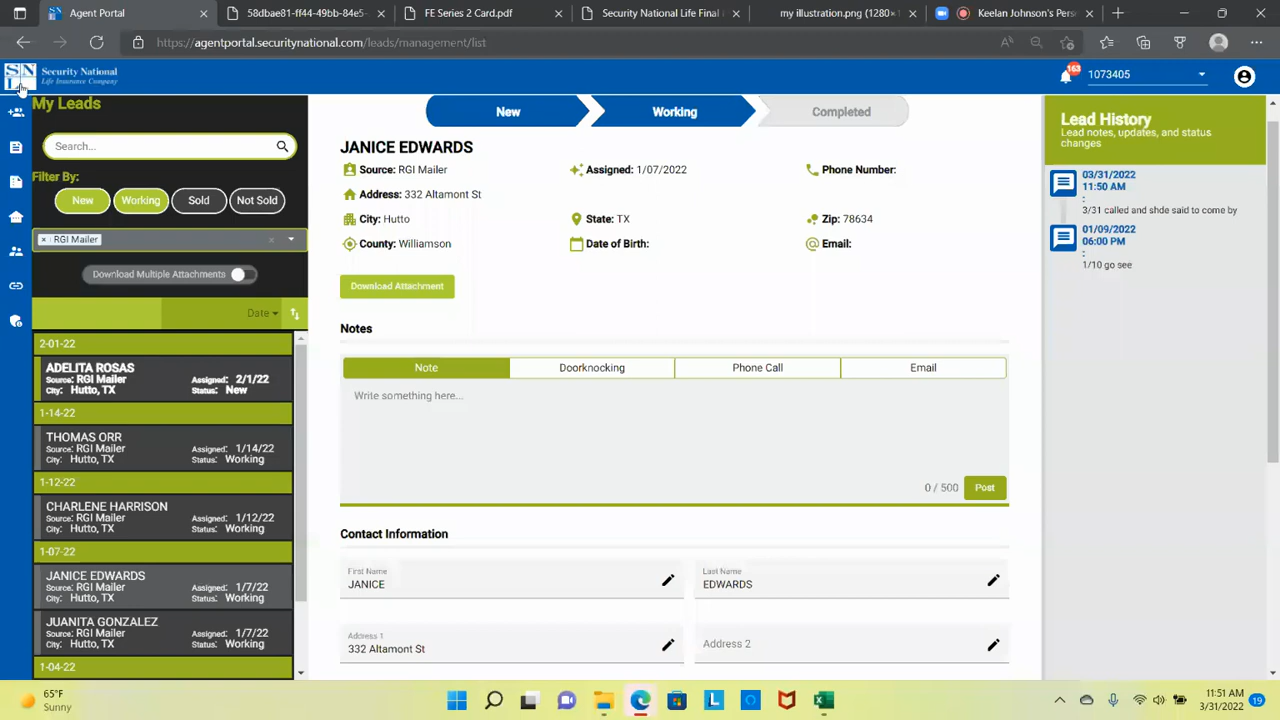 Agent Portal
58dbae81-ff44-49bb-84e5-
FE Series 2 Card.pdf
Security National Life Final
my illustration.png (1280×1
Keelan Johnson's Pers
https://agentportal.securitynational.com/leads/management/list
SN
Security National
Life Insurance Company
163
1073405
My Leads
Search...
Filter By:
New
Working
Sold
Not Sold
× RGI Mailer
Download Multiple Attachments
Date
2-01-22
ADELITA ROSAS
Source: RGI Mailer Assigned: 2/1/22
City: Hutto, TX Status: New
1-14-22
THOMAS ORR
Source: RGI Mailer Assigned: 1/14/22
City: Hutto, TX Status: Working
1-12-22
CHARLENE HARRISON
Source: RGI Mailer Assigned: 1/12/22
City: Hutto, TX Status: Working
1-07-22
JANICE EDWARDS
Source: RGI Mailer Assigned: 1/7/22
City: Hutto, TX Status: Working
JUANITA GONZALEZ
Source: RGI Mailer Assigned: 1/7/22
City: Hutto, TX Status: Working
1-04-22
New
Working
Completed
JANICE EDWARDS
Source: RGI Mailer
Assigned: 1/07/2022
Phone Number:
Address: 332 Altamont St
City: Hutto
State: TX
Zip: 78634
County: Williamson
Date of Birth:
Email:
Download Attachment
Notes
Note
Doorknocking
Phone Call
Email
Write something here...
0 / 500
Post
Contact Information
First Name
JANICE
Last Name
EDWARDS
Address 1
332 Altamont St
Address 2
Lead History
Lead notes, updates, and status
changes
03/31/2022
11:50 AM
:
3/31 called and shde said to come by
01/09/2022
06:00 PM
:
1/10 go see
65°F
Sunny
11:51 AM
3/31/2022
19